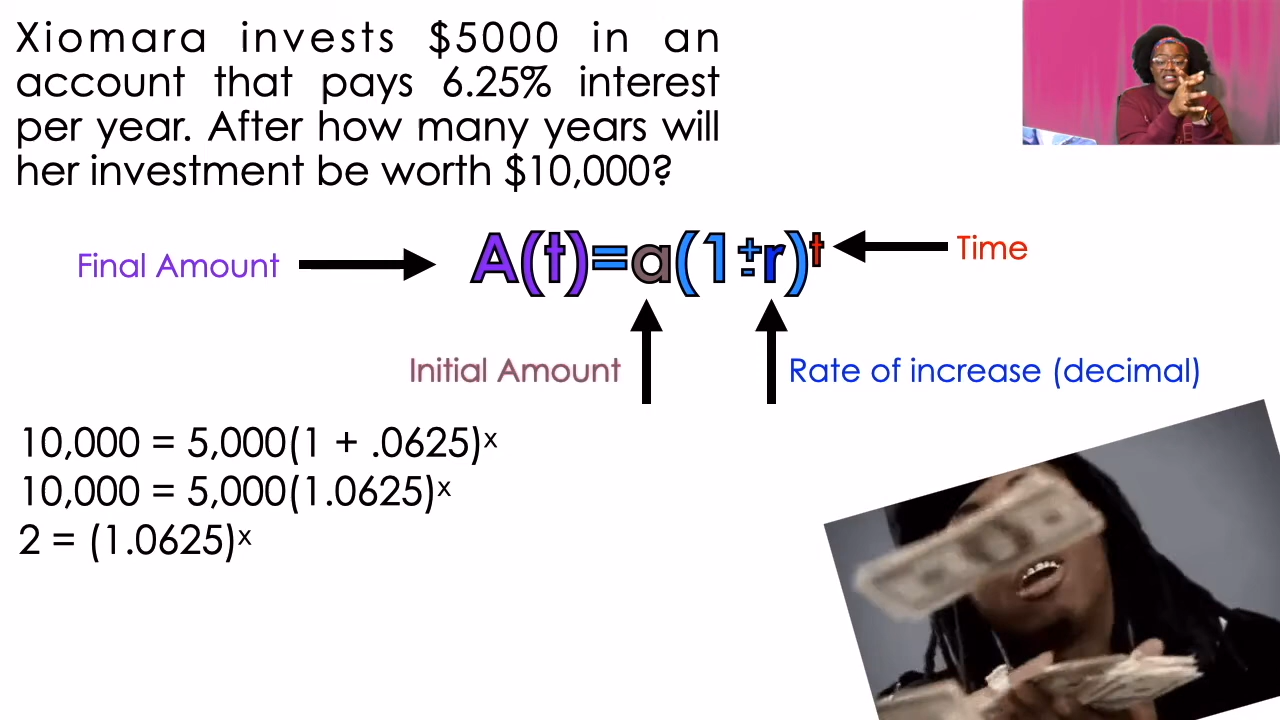 Xiomara invests $5000 in an
account that pays 6.25% interest
per year. After how many years will
her investment be worth $10,000?
Final Amount
A(t)=a(1±r)ᵗ
Time
Initial Amount
Rate of increase (decimal)
10,000 = 5,000(1 + .0625)ˣ
10,000 = 5,000(1.0625)ˣ
2 = (1.0625)ˣ